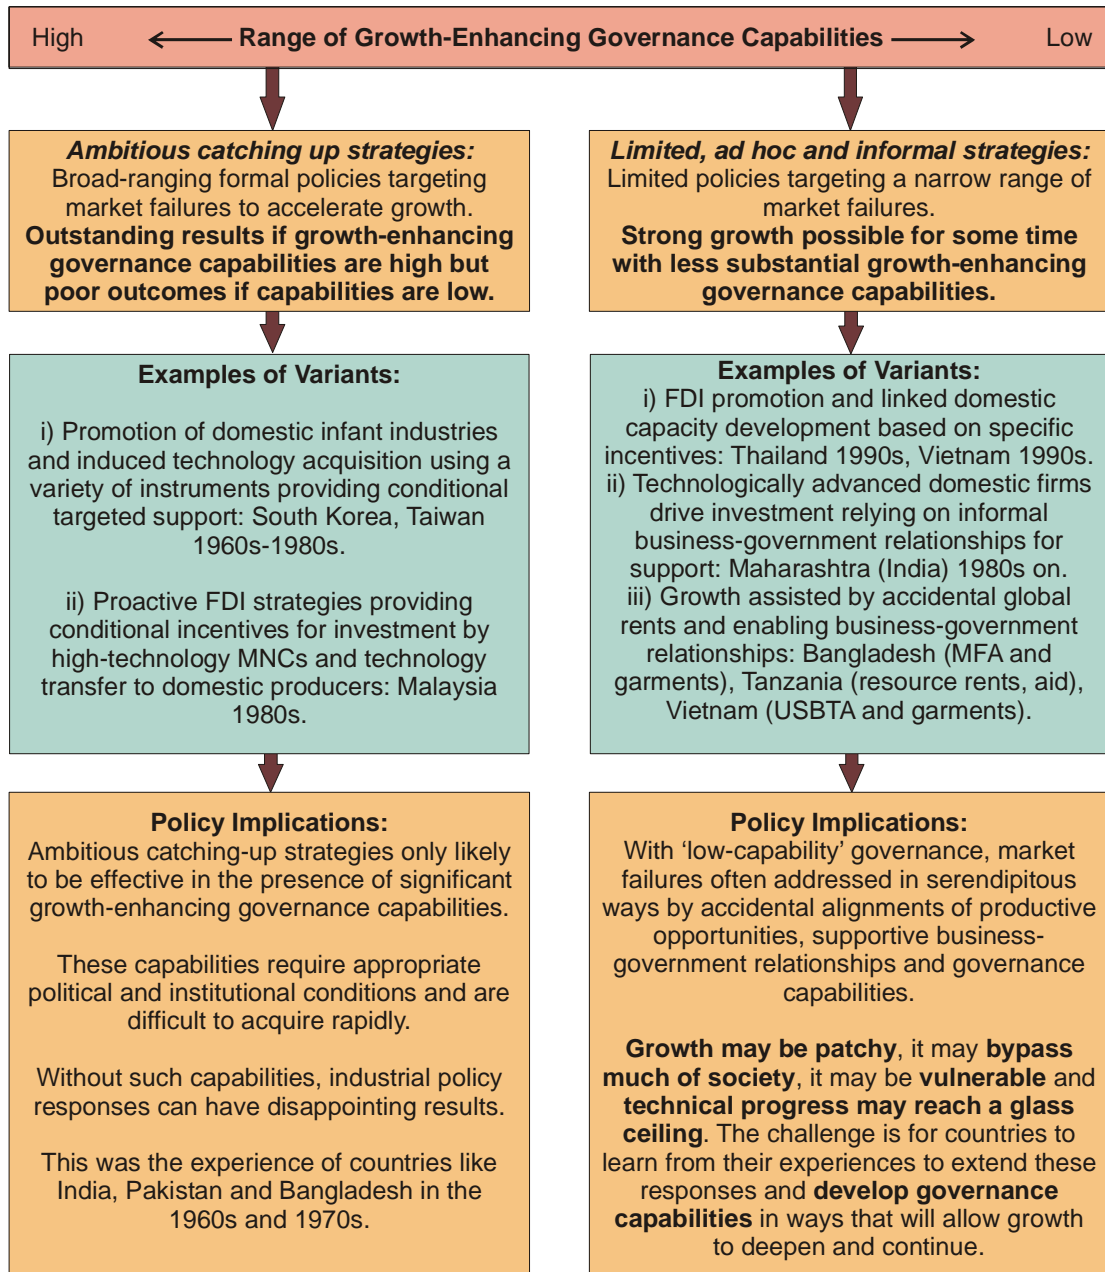 High Range of Growth-Enhancing Governance Capabilities Low
Ambitious catching up strategies:
Broad-ranging formal policies targeting
market failures to accelerate growth.
Outstanding results if growth-enhancing
governance capabilities are high but
poor outcomes if capabilities are low.
Limited, ad hoc and informal strategies:
Limited policies targeting a narrow range of
market failures.
Strong growth possible for some time
with less substantial growth-enhancing
governance capabilities.
Examples of Variants:
i) Promotion of domestic infant industries
and induced technology acquisition using a
variety of instruments providing conditional
targeted support: South Korea, Taiwan
1960s-1980s.
ii) Proactive FDI strategies providing
conditional incentives for investment by
high-technology MNCs and technology
transfer to domestic producers: Malaysia
1980s.
Examples of Variants:
i) FDI promotion and linked domestic
capacity development based on specific
incentives: Thailand 1990s, Vietnam 1990s.
ii) Technologically advanced domestic firms
drive investment relying on informal
business-government relationships for
support: Maharashtra (India) 1980s on.
iii) Growth assisted by accidental global
rents and enabling business-government
relationships: Bangladesh (MFA and
garments), Tanzania (resource rents, aid),
Vietnam (USBTA and garments).
Policy Implications:
Ambitious catching-up strategies only likely
to be effective in the presence of significant
growth-enhancing governance capabilities.
These capabilities require appropriate
political and institutional conditions and are
difficult to acquire rapidly.
Without such capabilities, industrial policy
responses can have disappointing results.
This was the experience of countries like
India, Pakistan and Bangladesh in the
1960s and 1970s.
Policy Implications:
With ‘low-capability’ governance, market
failures often addressed in serendipitous
ways by accidental alignments of productive
opportunities, supportive business-
government relationships and governance
capabilities.
Growth may be patchy, it may bypass
much of society, it may be vulnerable and
technical progress may reach a glass
ceiling. The challenge is for countries to
learn from their experiences to extend these
responses and develop governance
capabilities in ways that will allow growth
to deepen and continue.